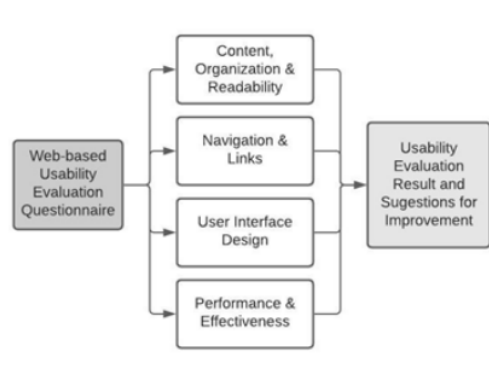 Web-based
Usability
Evaluation
Questionnaire
Content,
Organization &
Readability
Navigation &
Links
User Interface
Design
Performance &
Effectiveness
Usability
Evaluation
Result and
Sugestions for
Improvement